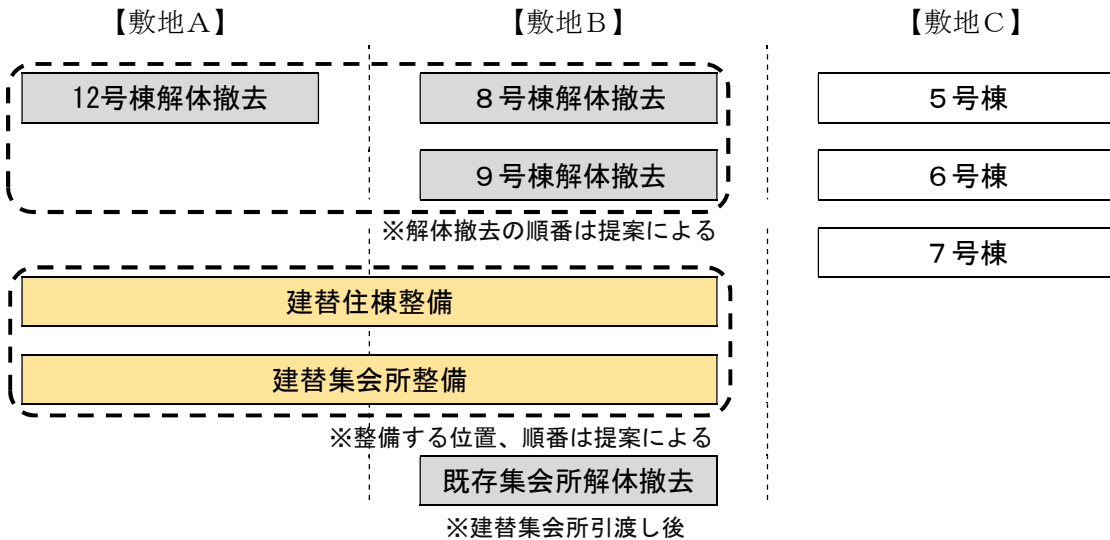 【敷地Ａ】
【敷地Ｂ】
【敷地Ｃ】
12号棟解体撤去
８号棟解体撤去
５号棟
９号棟解体撤去
６号棟
※解体撤去の順番は提案による
７号棟
建替住棟整備
建替集会所整備
※整備する位置、順番は提案による
既存集会所解体撤去
※建替集会所引渡し後